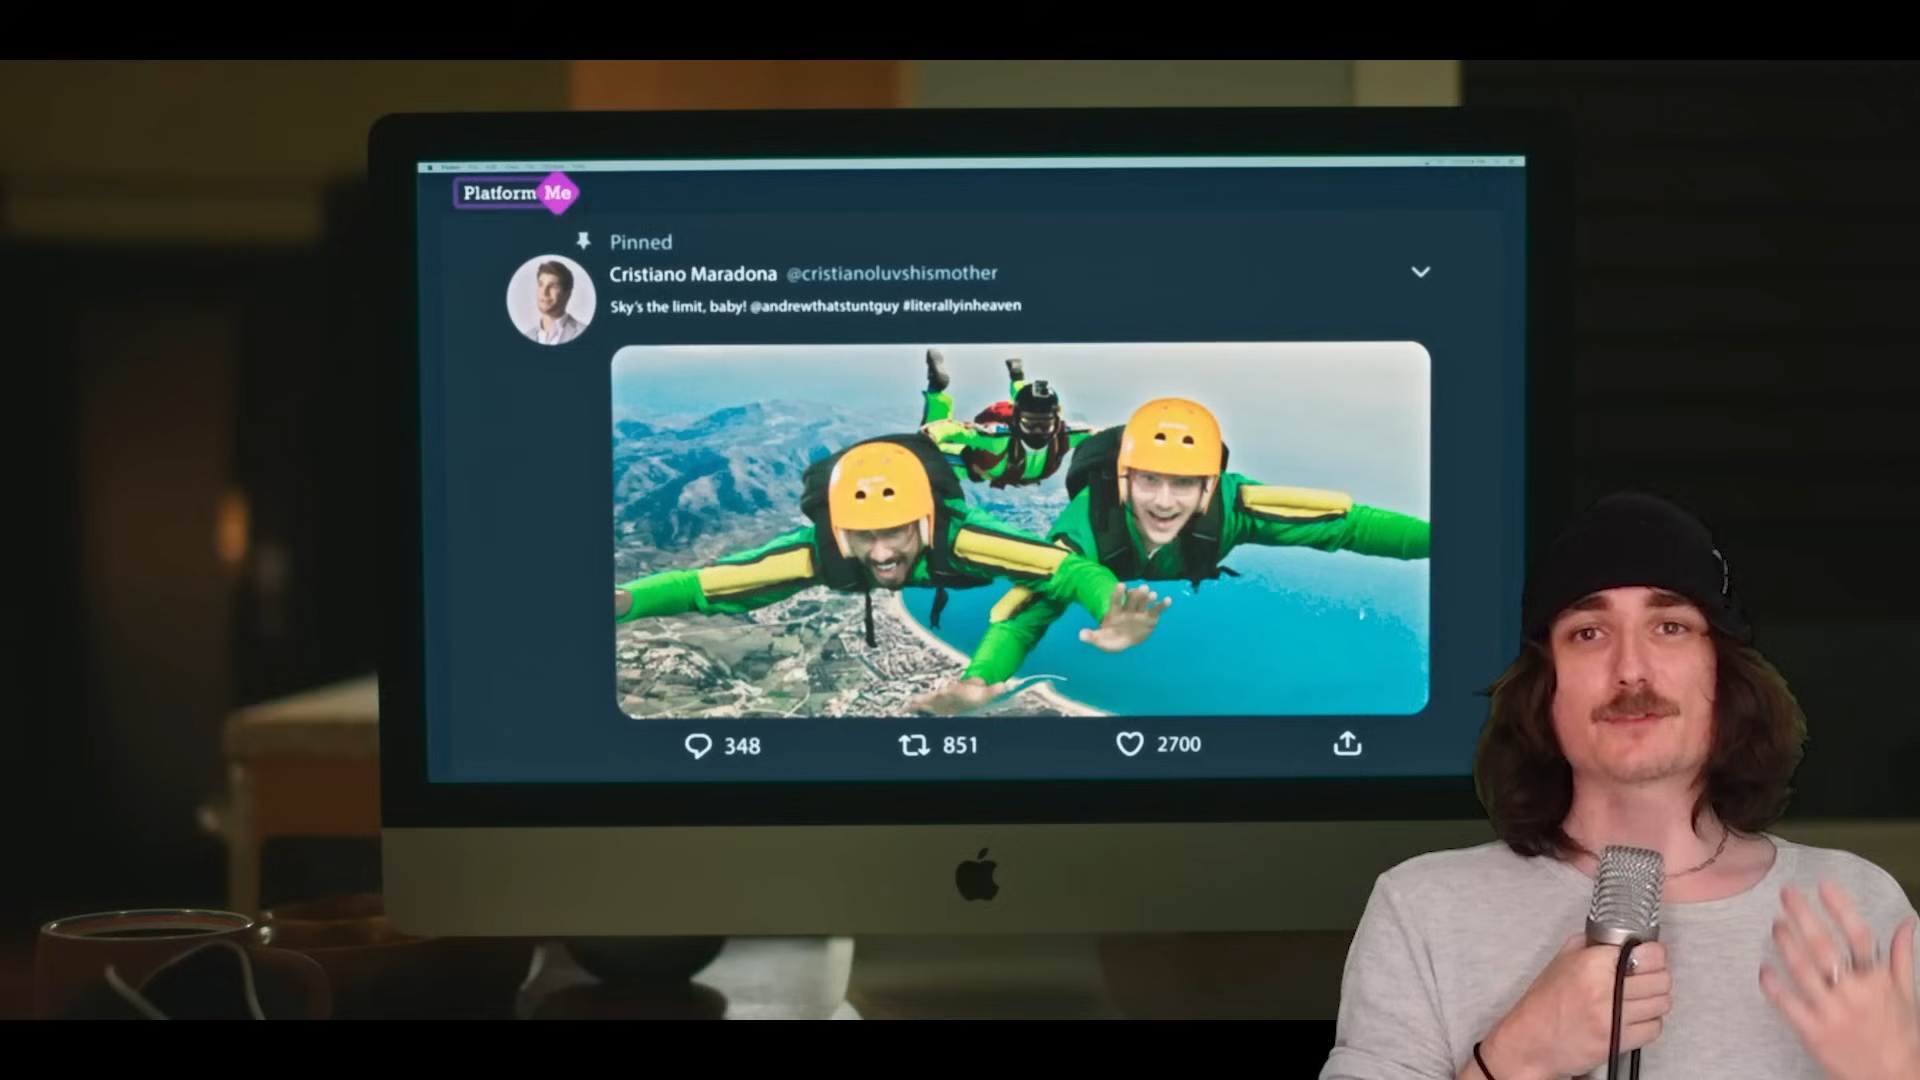 Platform Me
Pinned
Cristiano Maradona @cristianoluvshismother
Sky's the limit, baby! @andrewthatstuntguy #literallyinheaven
348 851 2700